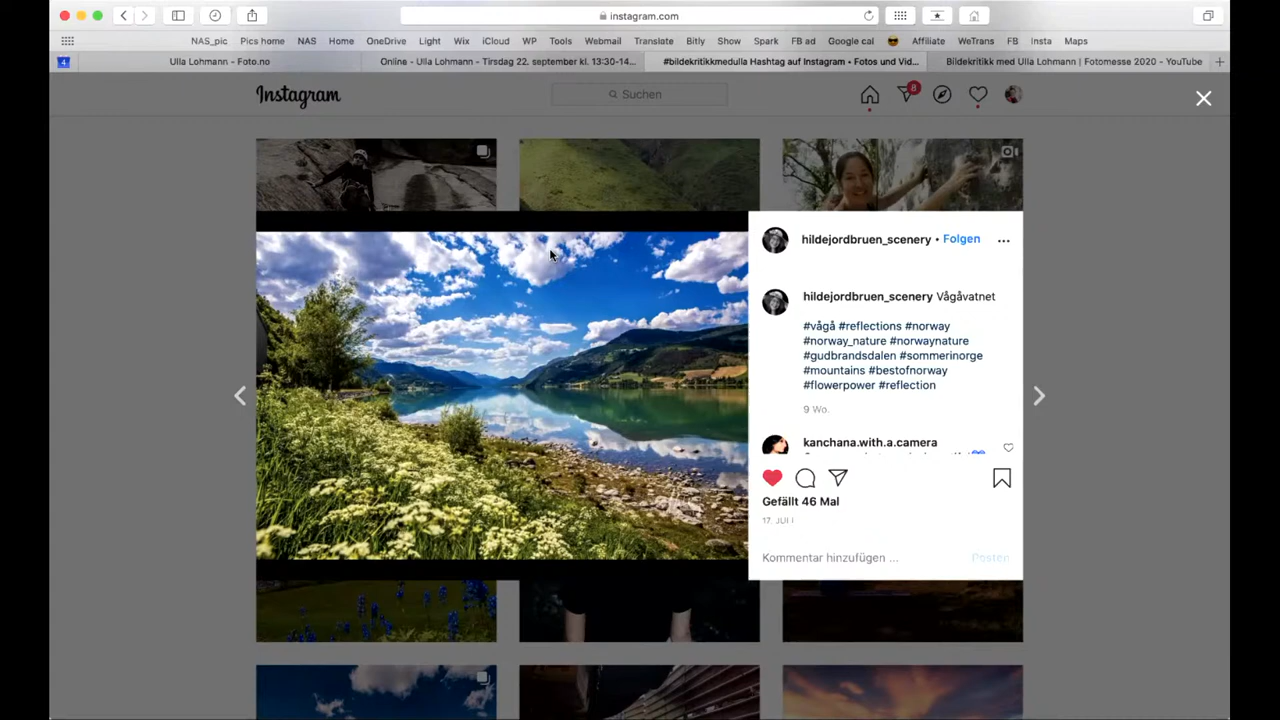 instagram.com
NAS_pic Pics home NAS Home OneDrive Light Wix iCloud WP Tools Webmail Translate Bitly Show Spark FB ad Google cal Affiliate WeTrans FB Insta Maps
4 Ulla Lohmann - Foto.no Online - Ulla Lohmann - Tirsdag 22. september kl. 13:30-14... #bildekritikkmedulla Hashtag auf Instagram • Fotos und Vid... Bildekritikk med Ulla Lohmann | Fotomesse 2020 - YouTube
Instagram Suchen 8
hildejordbruen_scenery • Folgen
hildejordbruen_scenery Vågåvatnet
#vågå #reflections #norway
#norway_nature #norwaynature
#gudbrandsdalen #sommerinorge
#mountains #bestofnorway
#flowerpower #reflection
9 Wo.
kanchana.with.a.camera
Gefällt 46 Mal
17. JULI
Kommentar hinzufügen ... Posten